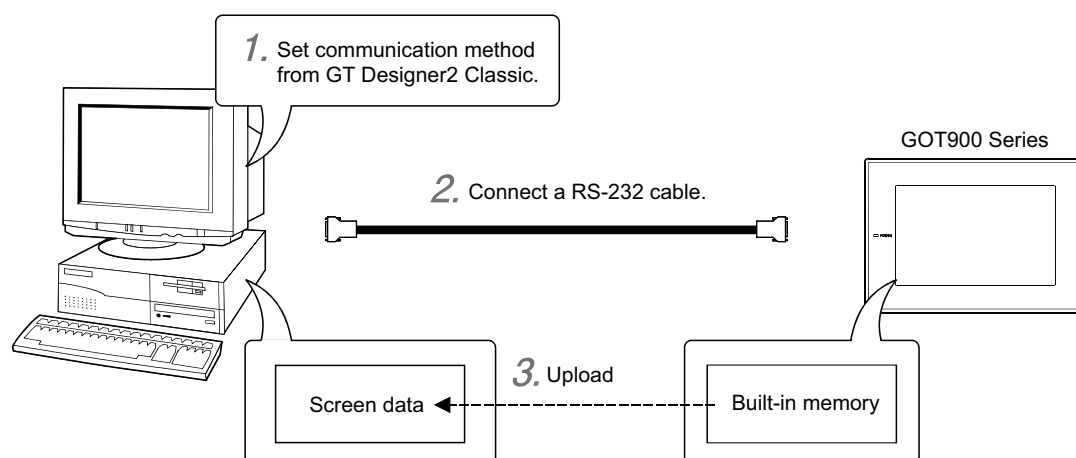 1. Set communication method
from GT Designer2 Classic.
GOT900 Series
2. Connect a RS-232 cable.
POWER
3. Upload
Screen data
Built-in memory